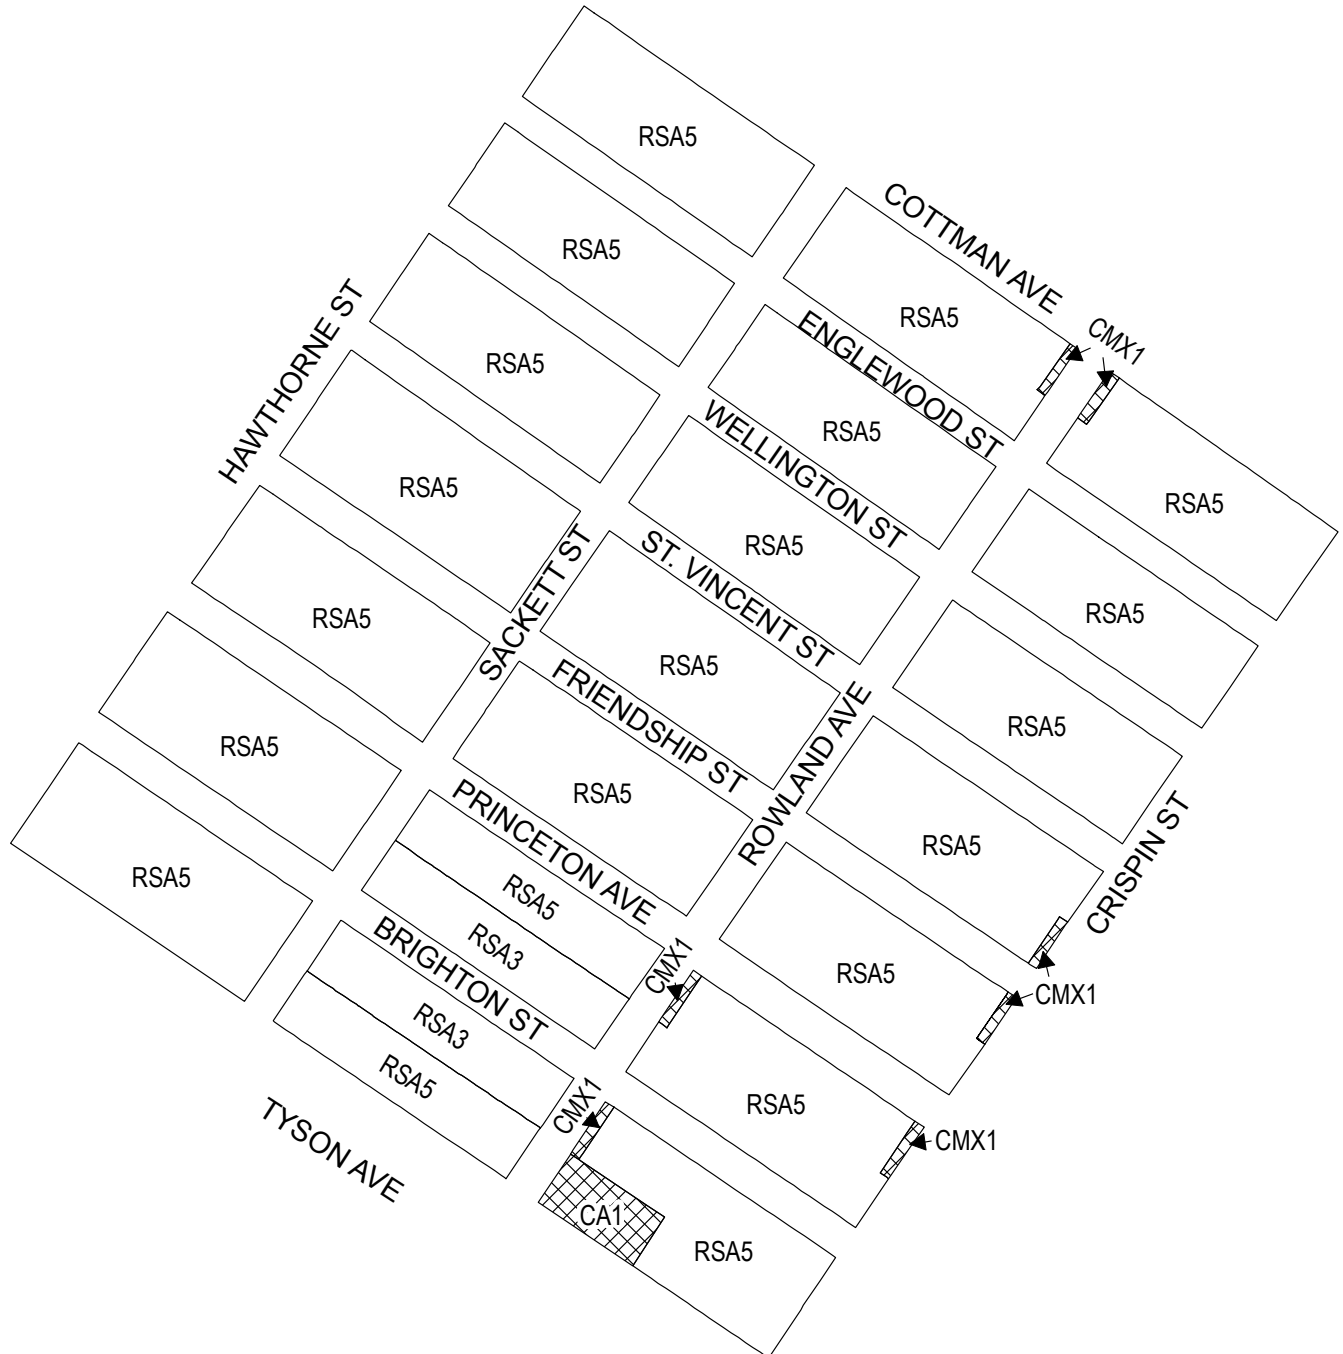 RSA5
COTTMAN AVE
RSA5
HAWTHORNE ST
RSA5
CMX1
ENGLEWOOD ST
RSA5
WELLINGTON ST
RSA5
RSA5
RSA5
SACKETT ST
ST. VINCENT ST
RSA5
RSA5
RSA5
RSA5
FRIENDSHIP ST
ROWLAND AVE
RSA5
RSA5
PRINCETON AVE
RSA5
CRISPIN ST
RSA5
RSA5
RSA5
RSA3
BRIGHTON ST
CMX1
RSA5
CMX1
RSA3
RSA5
TYSON AVE
CMX1
RSA5
CMX1
CA1
RSA5